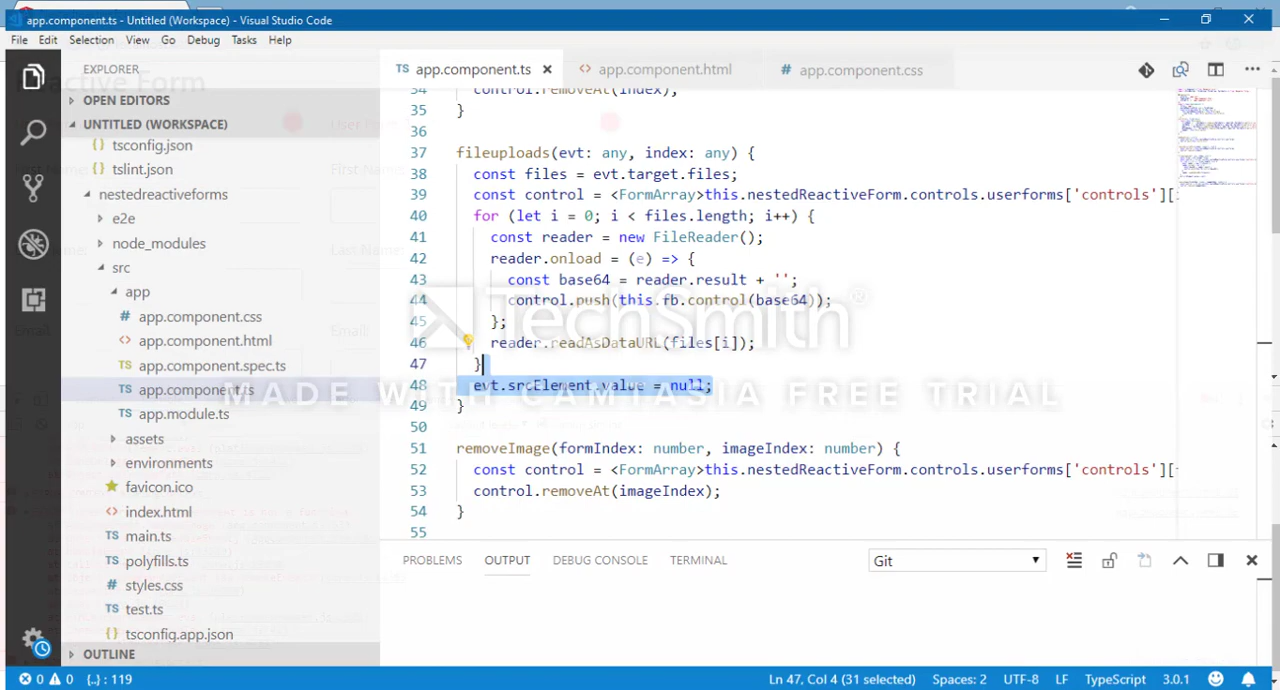 app.component.ts - Untitled (Workspace) - Visual Studio Code
File Edit Selection View Go Debug Tasks Help
EXPLORER
OPEN EDITORS
UNTITLED (WORKSPACE)
tsconfig.json
tslint.json
nestedreactiveforms
e2e
node_modules
src
app
app.component.css
app.component.html
app.component.spec.ts
app.component.ts
app.module.ts
assets
environments
favicon.ico
index.html
main.ts
polyfills.ts
styles.css
test.ts
tsconfig.app.json
OUTLINE
TS app.component.ts
<> app.component.html
# app.component.css
34 control.removeAt(index);
35 }
36
37 fileuploads(evt: any, index: any) {
38 const files = evt.target.files;
39 const control = <FormArray>this.nestedReactiveForm.controls.userforms['controls'][
40 for (let i = 0; i < files.length; i++) {
41 const reader = new FileReader();
42 reader.onload = (e) => {
43 const base64 = reader.result + '';
44 control.push(this.fb.control(base64));
45 };
46 reader.readAsDataURL(files[i]);
47 }
48 evt.srcElement.value = null;
49 }
50
51 removeImage(formIndex: number, imageIndex: number) {
52 const control = <FormArray>this.nestedReactiveForm.controls.userforms['controls'][
53 control.removeAt(imageIndex);
54 }
55
TechSmith®
MADE WITH CAMTASIA FREE TRIAL
PROBLEMS OUTPUT DEBUG CONSOLE TERMINAL
Git
0 0 {..} : 119
Ln 47, Col 4 (31 selected) Spaces: 2 UTF-8 LF TypeScript 3.0.1